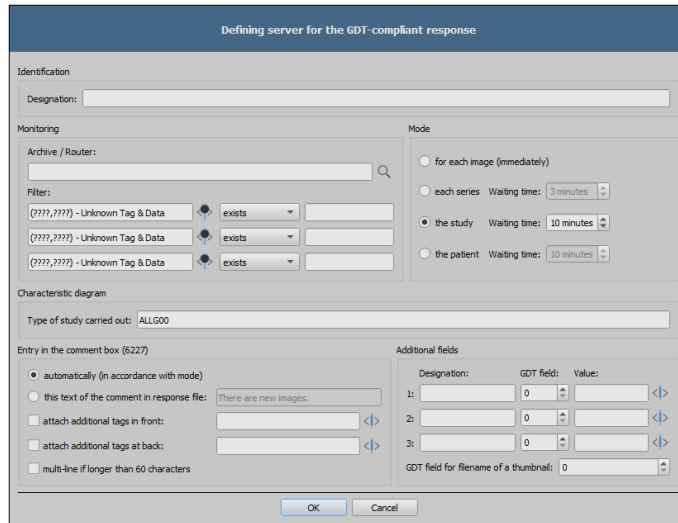 Defining server for the GDT-compliant response
Identification
Designation:
Monitoring
Archive / Router:
Filter:
(????,????) - Unknown Tag & Data exists
(????,????) - Unknown Tag & Data exists
(????,????) - Unknown Tag & Data exists
Mode
for each image (immediately)
each series Waiting time: 3 minutes
the study Waiting time: 10 minutes
the patient Waiting time: 10 minutes
Characteristic diagram
Type of study carried out: ALLG00
Entry in the comment box (6227)
automatically (in accordance with mode)
this text of the comment in response file: There are new images.
attach additional tags in front:
attach additional tags at back:
multi-line if longer than 60 characters
Additional fields
Designation: GDT field: Value:
1: 0
2: 0
3: 0
GDT field for filename of a thumbnail: 0
OK Cancel